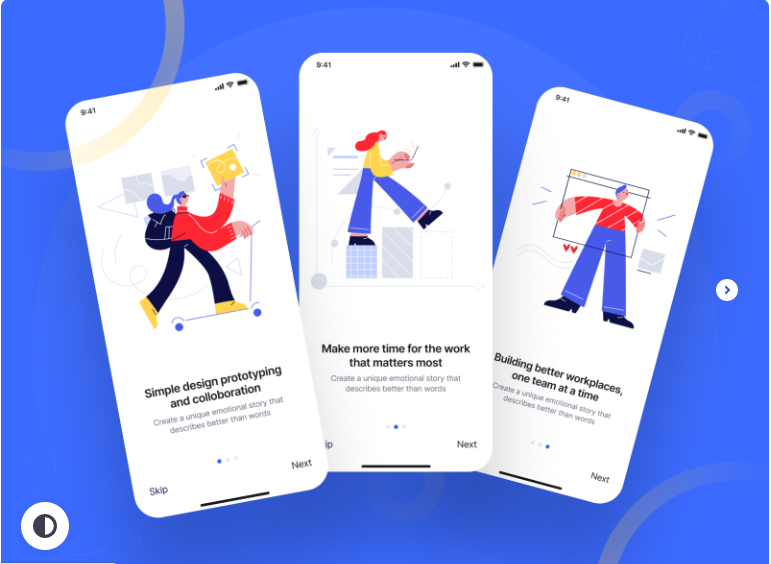 9:41
Simple design prototyping
and colloboration
Create a unique emotional story that
describes better than words
Skip
Next
9:41
Make more time for the work
that matters most
Create a unique emotional story that
describes better than words
ip
Next
9:41
Building better workplaces,
one team at a time
Create a unique emotional story that
describes better than words
Next